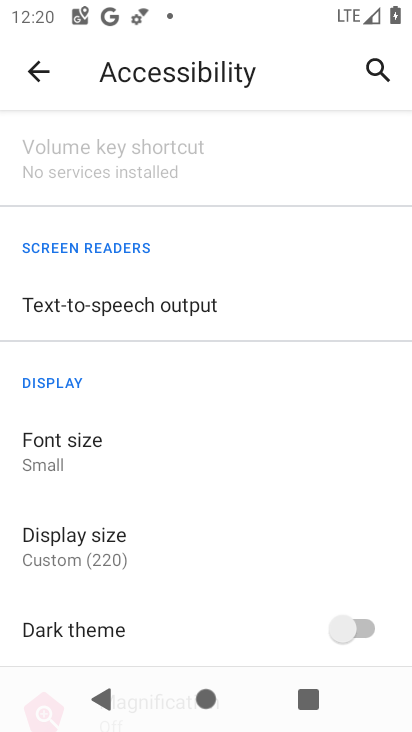 12:20
LTE
Accessibility
Volume key shortcut
No services installed
SCREEN READERS
Text-to-speech output
DISPLAY
Font size
Small
Display size
Custom (220)
Dark theme
Magnification
Off